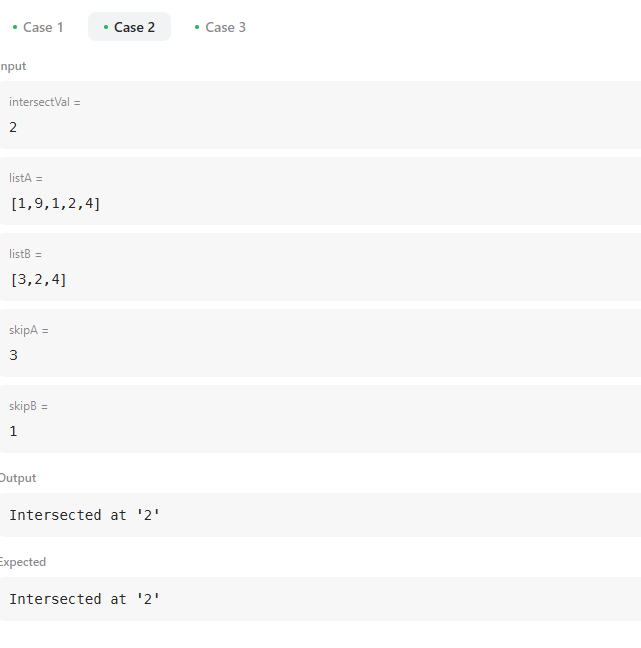 Case 1 Case 2 Case 3
nput
intersectVal =
2
listA =
[1,9,1,2,4]
listB =
[3,2,4]
skipA =
3
skipB =
1
Output
Intersected at '2'
Expected
Intersected at '2'